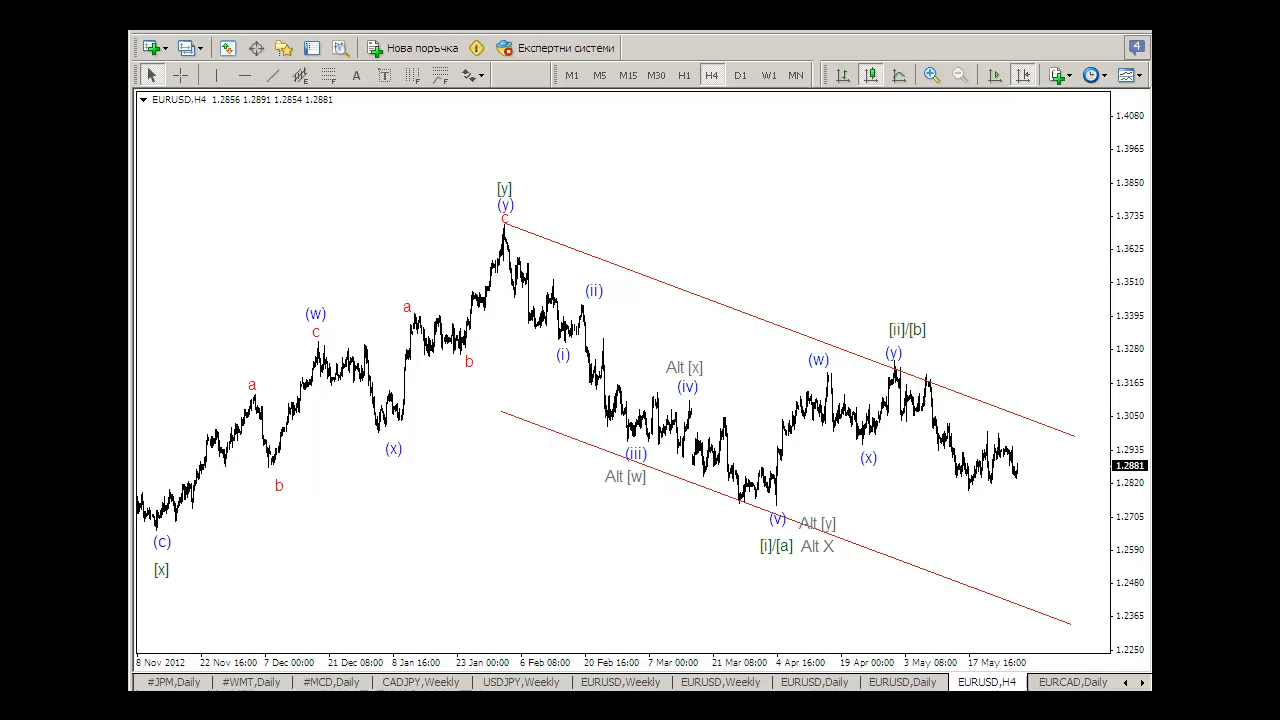 Нова поръчка
Експертни системи
4
A T F F M1 M5 M15 M30 H1 H4 D1 W1 MN
EURUSD,H4 1.2856 1.2891 1.2854 1.2881
1.4080
1.3965
1.3850
1.3735
1.3625
1.3510
1.3395
1.3280
1.3165
1.3050
1.2935
1.2881
1.2820
1.2705
1.2590
1.2480
1.2365
1.2250
[y]
(y)
c
(ii)
(w)
c
a
[ii]/[b]
(y)
(i)
b
(w)
Alt [x]
(iv)
a
(x)
(iii)
(x)
Alt [w]
b
(v) Alt [y]
(c)
[i]/[a] Alt X
[x]
8 Nov 2012 22 Nov 16:00 7 Dec 00:00 21 Dec 08:00 8 Jan 16:00 23 Jan 00:00 6 Feb 08:00 20 Feb 16:00 7 Mar 00:00 21 Mar 08:00 4 Apr 16:00 19 Apr 00:00 3 May 08:00 17 May 16:00
#JPM,Daily #WMT,Daily #MCD,Daily CADJPY,Weekly USDJPY,Weekly EURUSD,Weekly EURUSD,Weekly EURUSD,Daily EURUSD,Daily EURUSD,H4 EURCAD,Daily